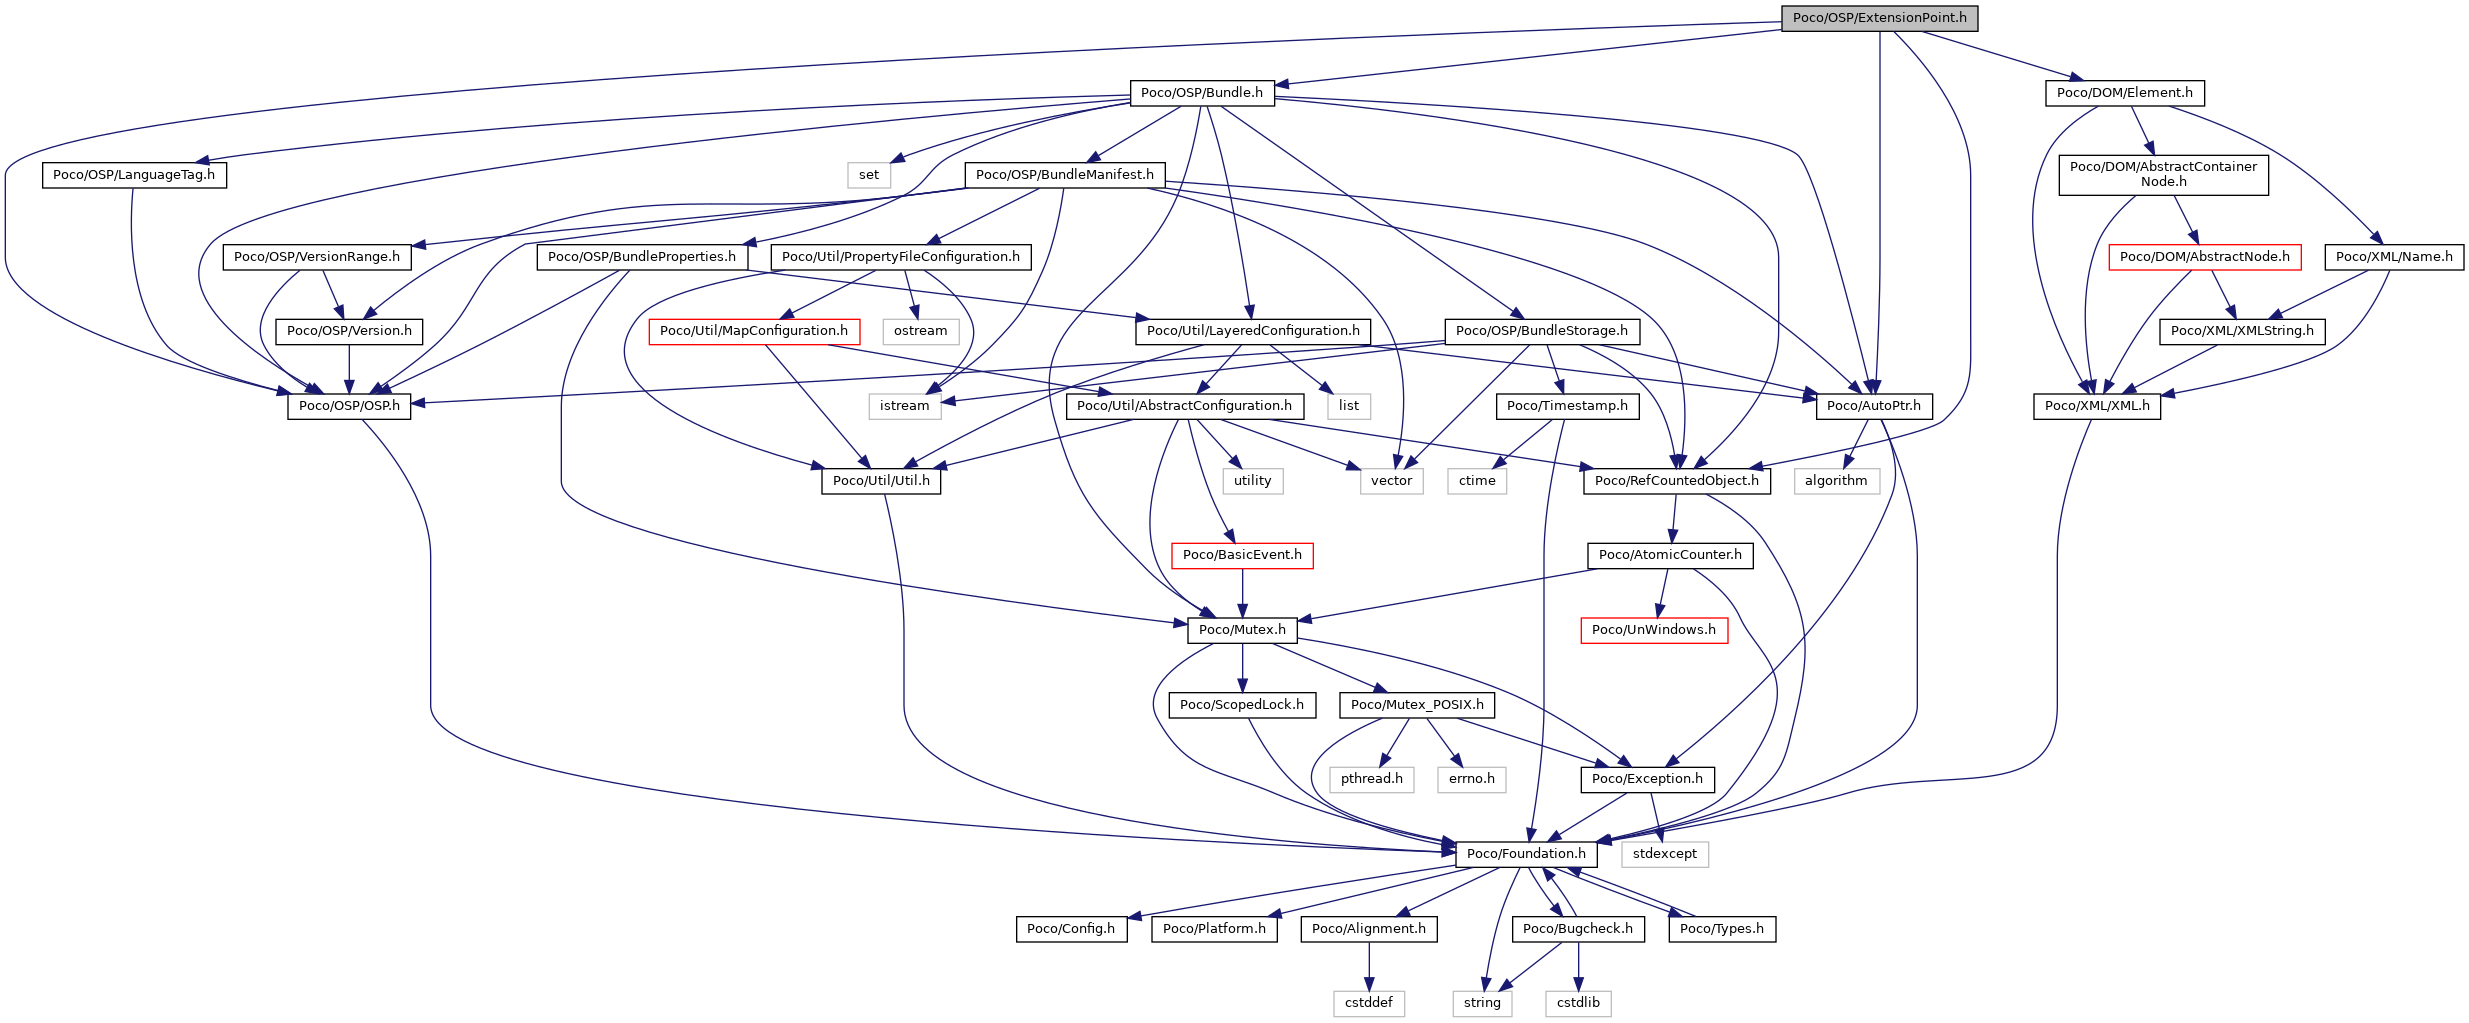 Poco/OSP/ExtensionPoint.h
Poco/OSP/Bundle.h
Poco/DOM/Element.h
Poco/OSP/LanguageTag.h
set
Poco/OSP/BundleManifest.h
Poco/DOM/AbstractContainer
Node.h
Poco/OSP/VersionRange.h
Poco/OSP/BundleProperties.h
Poco/Util/PropertyFileConfiguration.h
Poco/DOM/AbstractNode.h
Poco/XML/Name.h
Poco/OSP/Version.h
Poco/Util/MapConfiguration.h
ostream
Poco/Util/LayeredConfiguration.h
Poco/OSP/BundleStorage.h
Poco/XML/XMLString.h
Poco/OSP/OSP.h
istream
Poco/Util/AbstractConfiguration.h
list
Poco/Timestamp.h
Poco/AutoPtr.h
Poco/XML/XML.h
Poco/Util/Util.h
utility
vector
ctime
Poco/RefCountedObject.h
algorithm
Poco/BasicEvent.h
Poco/AtomicCounter.h
Poco/Mutex.h
Poco/UnWindows.h
Poco/ScopedLock.h
Poco/Mutex_POSIX.h
pthread.h
errno.h
Poco/Exception.h
Poco/Foundation.h
stdexcept
Poco/Config.h
Poco/Platform.h
Poco/Alignment.h
Poco/Bugcheck.h
Poco/Types.h
cstddef
string
cstdlib